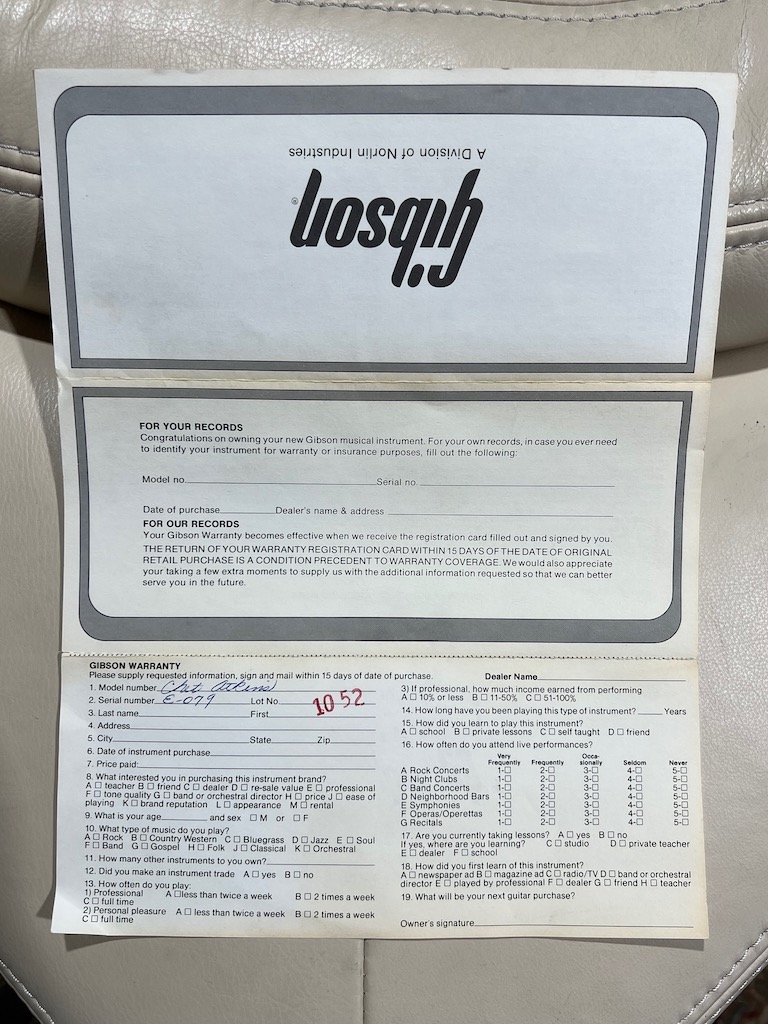 A Division of Norlin Industries
Gibson®
FOR YOUR RECORDS
Congratulations on owning your new Gibson musical instrument. For your own records, in case you ever need
to identify your instrument for warranty or insurance purposes, fill out the following:
Model no. Serial no.
Date of purchase Dealer's name & address
FOR OUR RECORDS
Your Gibson Warranty becomes effective when we receive the registration card filled out and signed by you.
THE RETURN OF YOUR WARRANTY REGISTRATION CARD WITHIN 15 DAYS OF THE DATE OF ORIGINAL
RETAIL PURCHASE IS A CONDITION PRECEDENT TO WARRANTY COVERAGE. We would also appreciate
your taking a few extra moments to supply us with the additional information requested so that we can better
serve you in the future.
GIBSON WARRANTY
Please supply requested information, sign and mail within 15 days of date of purchase. Dealer Name
1. Model number Chet Atkins
2. Serial number E-079 Lot No. 1052
3. Last name First
4. Address
5. City State Zip
6. Date of instrument purchase
7. Price paid:
8. What interested you in purchasing this instrument brand?
A □ teacher B □ friend C □ dealer D □ re-sale value E □ professional
F □ tone quality G □ band or orchestral director H □ price J □ ease of
playing K □ brand reputation L □ appearance M □ rental
9. What is your age and sex □ M or □ F
10. What type of music do you play?
A □ Rock B □ Country Western C □ Bluegrass D □ Jazz E □ Soul
F □ Band G □ Gospel H □ Folk J □ Classical K □ Orchestral
11. How many other instruments to you own?
12. Did you make an instrument trade A □ yes B □ no
13. How often do you play:
1) Professional A □ less than twice a week B □ 2 times a week
C □ full time
2) Personal pleasure A □ less than twice a week B □ 2 times a week
C □ full time
3) If professional, how much income earned from performing
A □ 10% or less B □ 11-50% C □ 51-100%
14. How long have you been playing this type of instrument? Years
15. How did you learn to play this instrument?
A □ school B □ private lessons C □ self taught D □ friend
16. How often do you attend live performances?
Very Frequently Frequently Occa-sionally Seldom Never
A Rock Concerts 1-□ 2-□ 3-□ 4-□ 5-□
B Night Clubs 1-□ 2-□ 3-□ 4-□ 5-□
C Band Concerts 1-□ 2-□ 3-□ 4-□ 5-□
D Neighborhood Bars 1-□ 2-□ 3-□ 4-□ 5-□
E Symphonies 1-□ 2-□ 3-□ 4-□ 5-□
F Operas/Operettas 1-□ 2-□ 3-□ 4-□ 5-□
G Recitals 1-□ 2-□ 3-□ 4-□ 5-□
17. Are you currently taking lessons? A □ yes B □ no
If yes, where are you learning? C □ studio D □ private teacher
E □ dealer F □ school
18. How did you first learn of this instrument?
A □ newspaper ad B □ magazine ad C □ radio/TV D □ band or orchestral
director E □ played by professional F □ dealer G □ friend H □ teacher
19. What will be your next guitar purchase?
Owner's signature